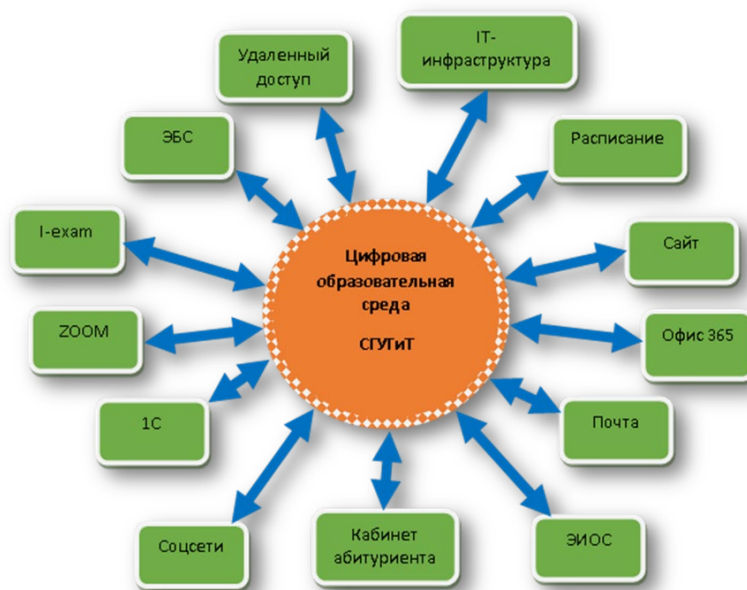 Удаленный
доступ
IT-
инфраструктура
ЭБС
Расписание
I-exam
Сайт
Цифровая
образовательная
среда
СГУГиТ
ZOOM
Офис 365
1С
Почта
Соцсети
Кабинет
абитуриента
ЭИОС